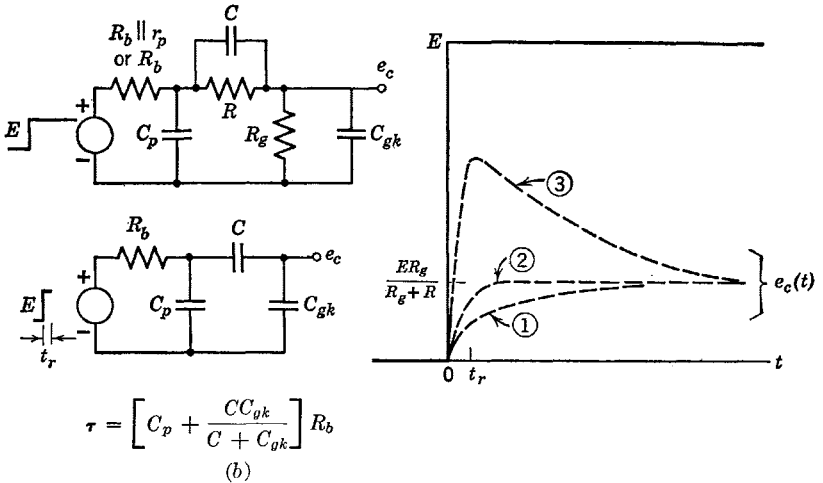 C
R_b || r_p
or R_b
e_c
R
+
E
−
C_p
R_g
C_gk
R_b
C
e_c
+
E
−
C_p
C_gk
t_r
τ = [C_p + CC_gk / (C + C_gk)] R_b
(b)
E
③
ER_g / (R_g + R)
②
①
e_c(t)
0
t_r
t